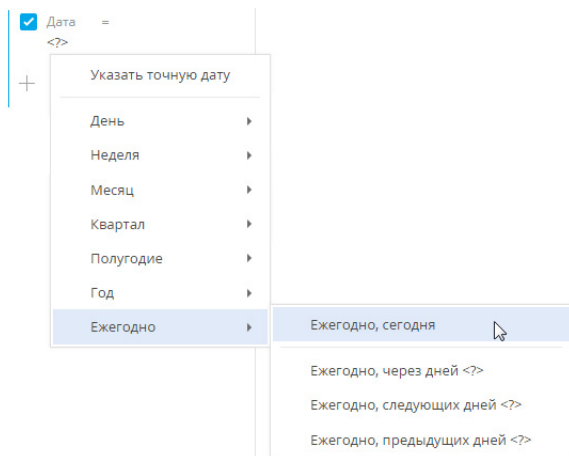 Дата =
<?>
Указать точную дату
День
Неделя
Месяц
Квартал
Полугодие
Год
Ежегодно
Ежегодно, сегодня
Ежегодно, через дней <?>
Ежегодно, следующих дней <?>
Ежегодно, предыдущих дней <?>